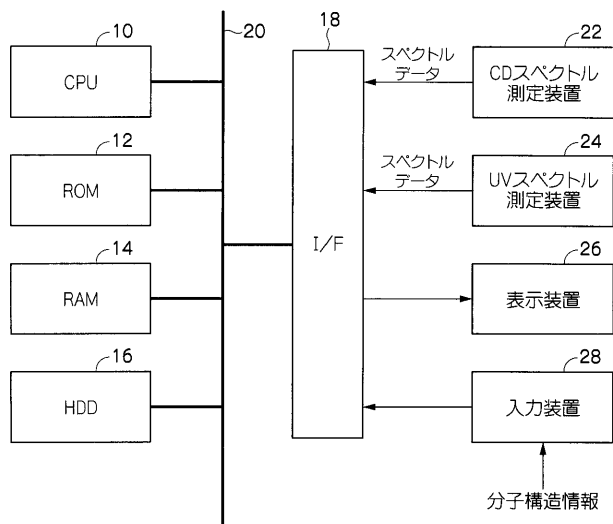 10
CPU
12
ROM
14
RAM
16
HDD
20
18
I/F
スペクトル
データ
22
CDスペクトル
測定装置
スペクトル
データ
24
UVスペクトル
測定装置
26
表示装置
28
入力装置
分子構造情報